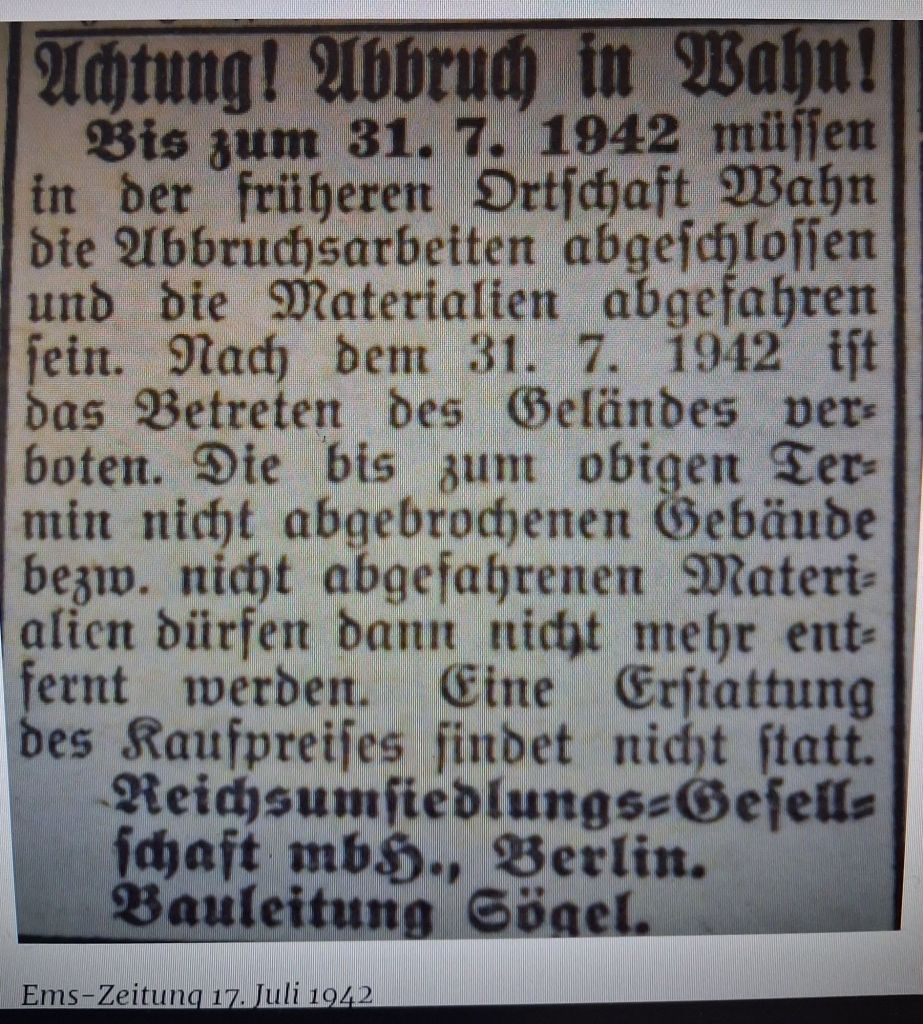 Achtung! Abbruch in Wahn!
Bis zum 31. 7. 1942 müssen
in der früheren Ortschaft Wahn
die Abbruchsarbeiten abgeschlossen
und die Materialien abgefahren
sein. Nach dem 31. 7. 1942 ist
das Betreten des Geländes ver-
boten. Die bis zum obigen Ter-
min nicht abgebrochenen Gebäude
bezw. nicht abgefahrenen Materi-
alien dürfen dann nicht mehr ent-
fernt werden. Eine Erstattung
des Kaufpreises findet nicht statt.
Reichsumsiedlungs-Gesell-
schaft mbH., Berlin.
Bauleitung Sögel.
Ems-Zeitung 17. Juli 1942